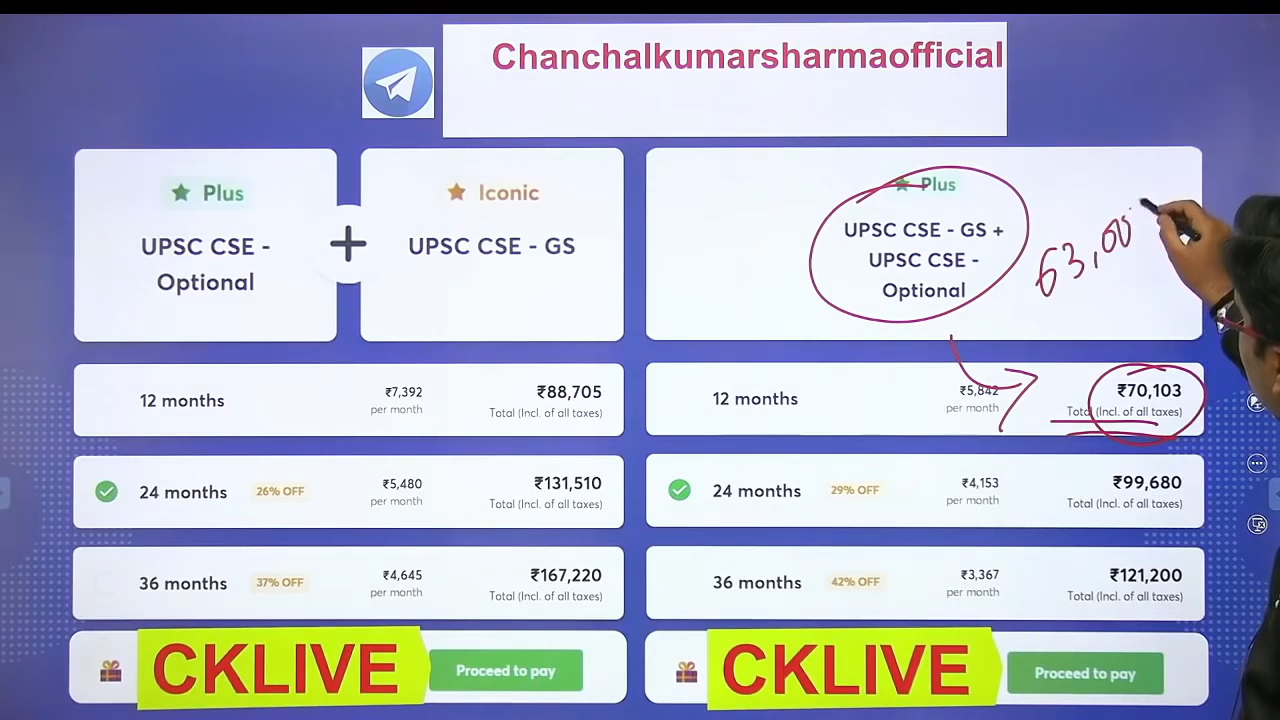 Chanchalkumarsharmaofficial
Plus
UPSC CSE -
Optional
+
Iconic
UPSC CSE - GS
Plus
UPSC CSE - GS +
UPSC CSE -
Optional
63,00
12 months
₹7,392
per month
₹88,705
Total (Incl. of all taxes)
24 months
26% OFF
₹5,480
per month
₹131,510
Total (Incl. of all taxes)
36 months
37% OFF
₹4,645
per month
₹167,220
Total (Incl. of all taxes)
12 months
₹5,842
per month
₹70,103
Total (Incl. of all taxes)
24 months
29% OFF
₹4,153
per month
₹99,680
Total (Incl. of all taxes)
36 months
42% OFF
₹3,367
per month
₹121,200
Total (Incl. of all taxes)
CKLIVE
Proceed to pay
CKLIVE
Proceed to pay